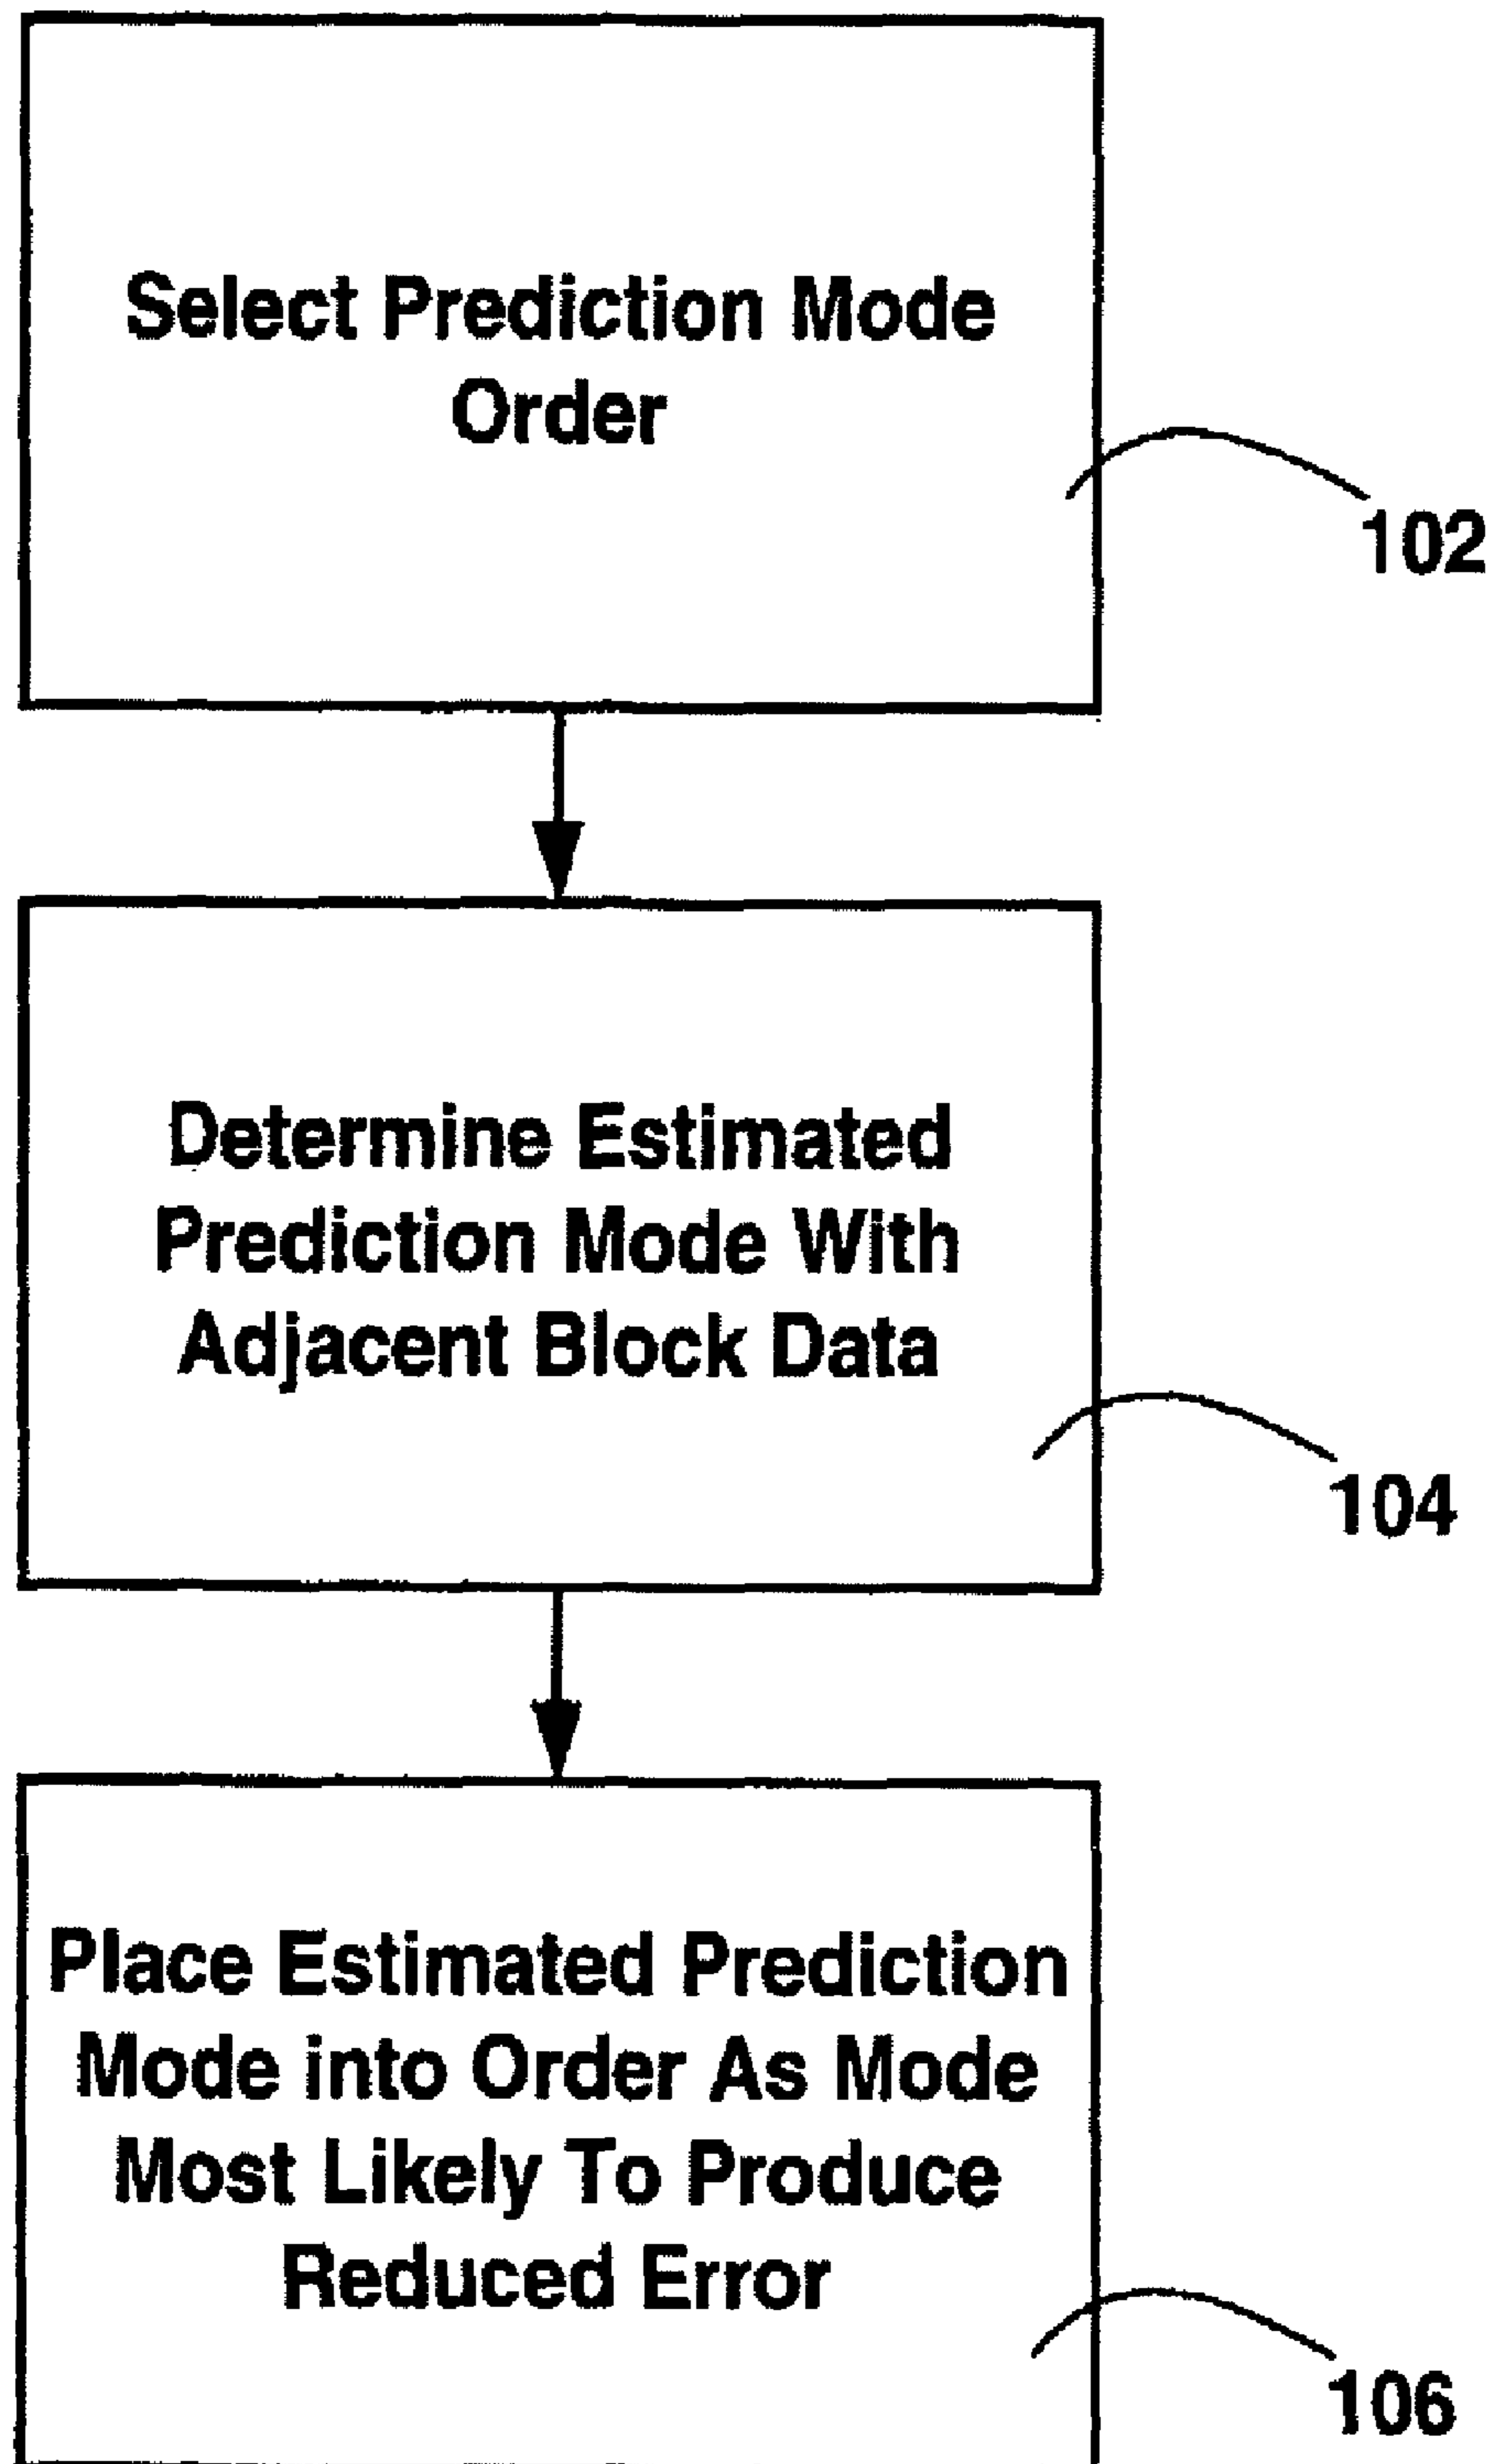 Select Prediction Mode
Order
102
Determine Estimated
Prediction Mode With
Adjacent Block Data
104
Place Estimated Prediction
Mode into Order As Mode
Most Likely To Produce
Reduced Error
106